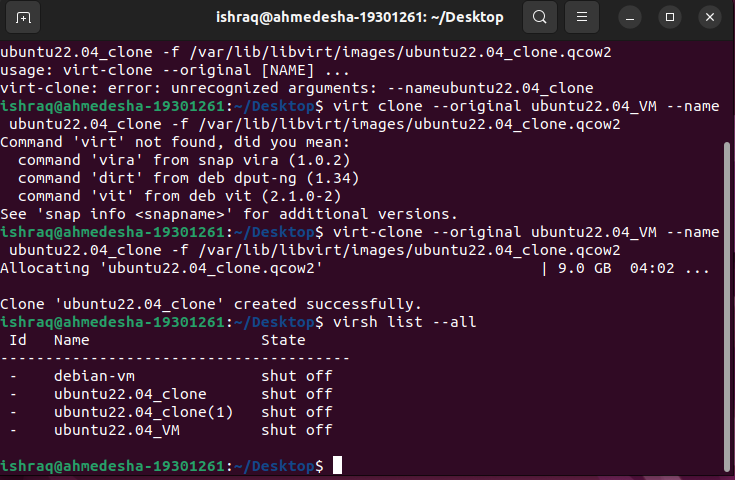 ishraq@ahmedesha-19301261: ~/Desktop
ubuntu22.04_clone -f /var/lib/libvirt/images/ubuntu22.04_clone.qcow2
usage: virt-clone --original [NAME] ...
virt-clone: error: unrecognized arguments: --nameubuntu22.04_clone
ishraq@ahmedesha-19301261:~/Desktop$ virt clone --original ubuntu22.04_VM --name
ubuntu22.04_clone -f /var/lib/libvirt/images/ubuntu22.04_clone.qcow2
Command 'virt' not found, did you mean:
command 'vira' from snap vira (1.0.2)
command 'dirt' from deb dput-ng (1.34)
command 'vit' from deb vit (2.1.0-2)
See 'snap info <snapname>' for additional versions.
ishraq@ahmedesha-19301261:~/Desktop$ virt-clone --original ubuntu22.04_VM --name
ubuntu22.04_clone -f /var/lib/libvirt/images/ubuntu22.04_clone.qcow2
Allocating 'ubuntu22.04_clone.qcow2' | 9.0 GB 04:02 ...
Clone 'ubuntu22.04_clone' created successfully.
ishraq@ahmedesha-19301261:~/Desktop$ virsh list --all
Id Name State
---------------------------------------
- debian-vm shut off
- ubuntu22.04_clone shut off
- ubuntu22.04_clone(1) shut off
- ubuntu22.04_VM shut off
ishraq@ahmedesha-19301261:~/Desktop$